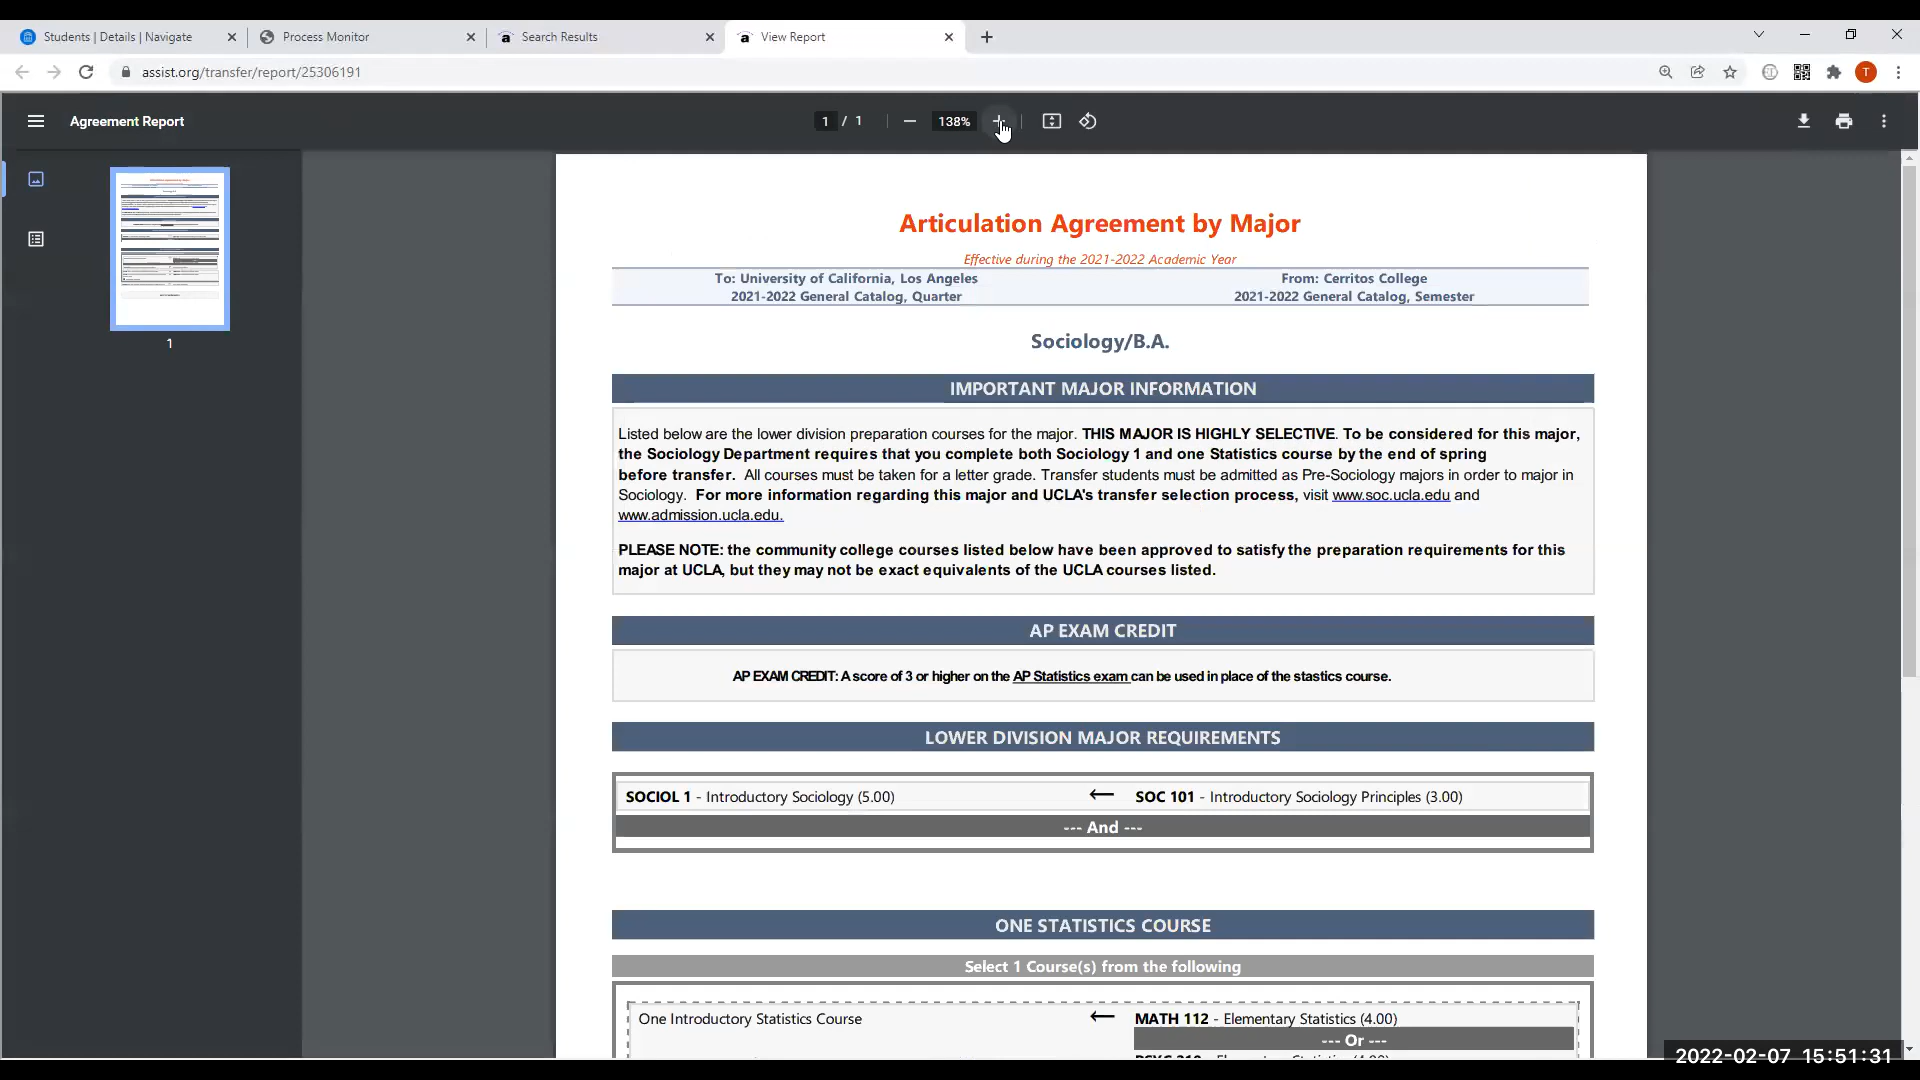 Students | Details | Navigate
Process Monitor
Search Results
View Report
assist.org/transfer/report/25306191
T
Agreement Report
1 / 1
138%
1
Articulation Agreement by Major
Effective during the 2021-2022 Academic Year
To: University of California, Los Angeles
2021-2022 General Catalog, Quarter
From: Cerritos College
2021-2022 General Catalog, Semester
Sociology/B.A.
IMPORTANT MAJOR INFORMATION
Listed below are the lower division preparation courses for the major. THIS MAJOR IS HIGHLY SELECTIVE. To be considered for this major,
the Sociology Department requires that you complete both Sociology 1 and one Statistics course by the end of spring
before transfer. All courses must be taken for a letter grade. Transfer students must be admitted as Pre-Sociology majors in order to major in
Sociology. For more information regarding this major and UCLA's transfer selection process, visit www.soc.ucla.edu and
www.admission.ucla.edu.
PLEASE NOTE: the community college courses listed below have been approved to satisfy the preparation requirements for this
major at UCLA, but they may not be exact equivalents of the UCLA courses listed.
AP EXAM CREDIT
AP EXAM CREDIT: A score of 3 or higher on the AP Statistics exam can be used in place of the stastics course.
LOWER DIVISION MAJOR REQUIREMENTS
SOCIOL 1 - Introductory Sociology (5.00) ← SOC 101 - Introductory Sociology Principles (3.00)
--- And ---
ONE STATISTICS COURSE
Select 1 Course(s) from the following
One Introductory Statistics Course ← MATH 112 - Elementary Statistics (4.00)
--- Or ---
2022-02-07 15:51:31